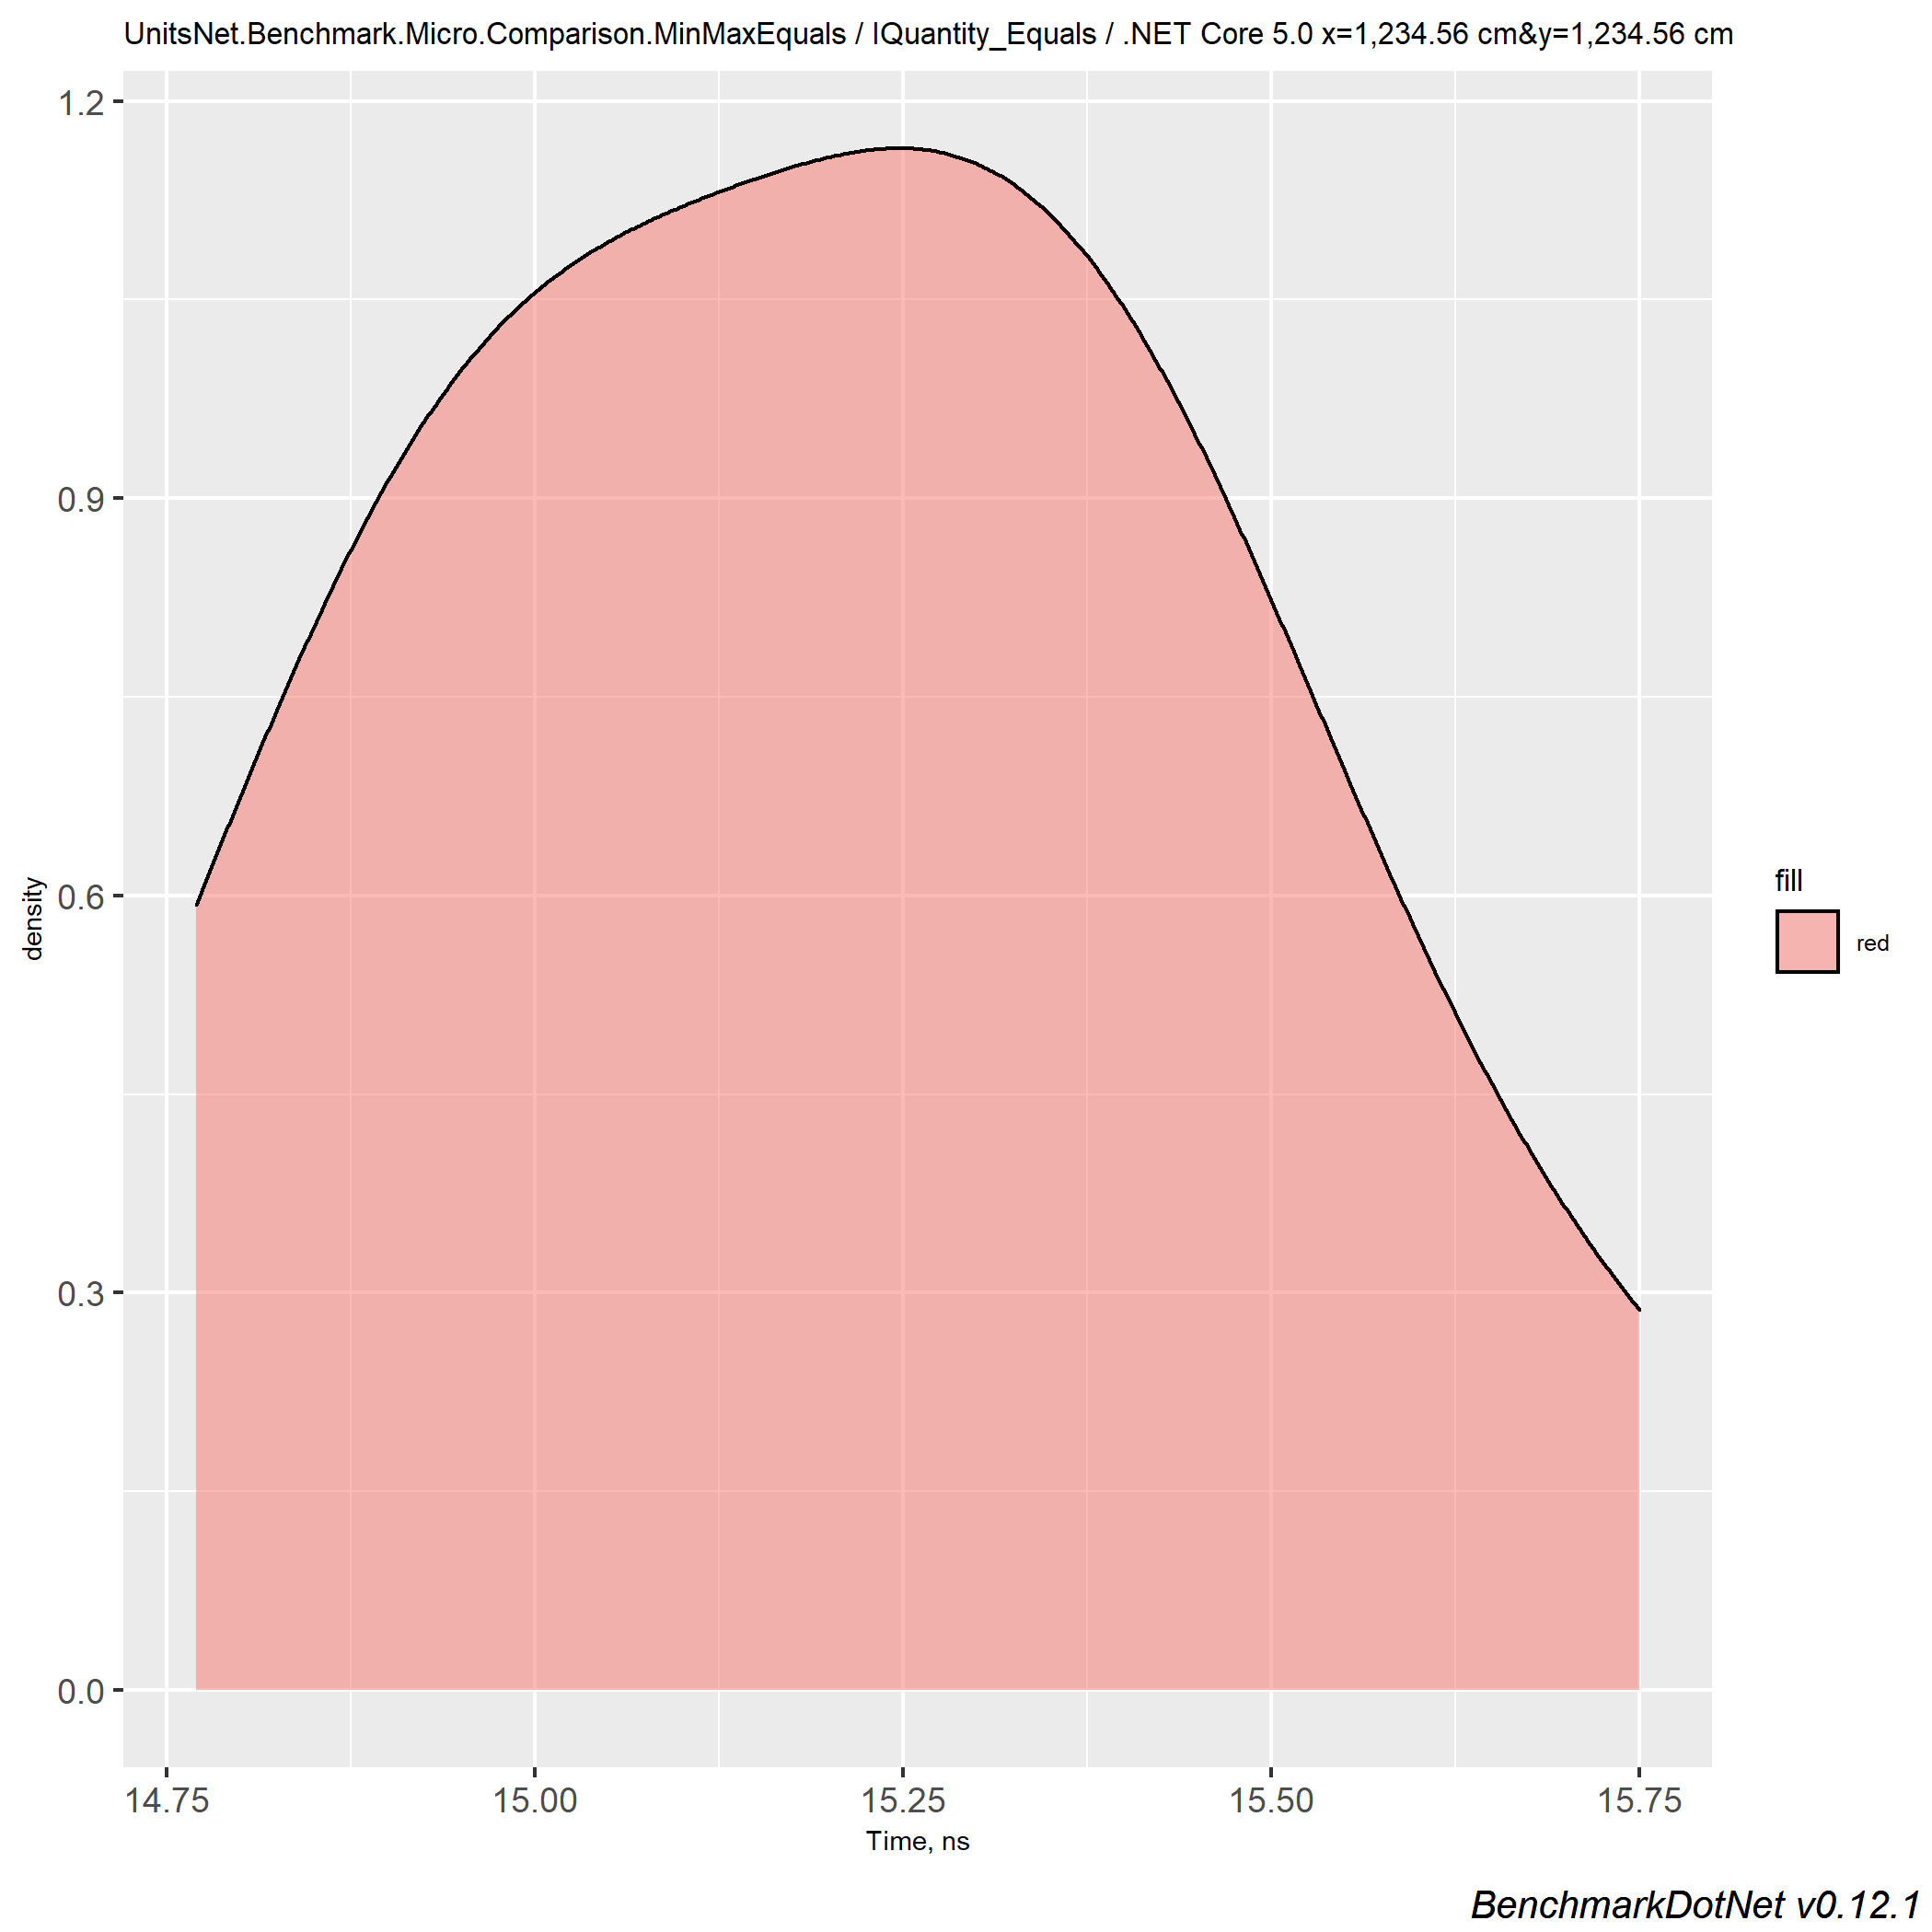 UnitsNet.Benchmark.Micro.Comparison.MinMaxEquals / IQuantity_Equals / .NET Core 5.0 x=1,234.56 cm&y=1,234.56 cm
1.2
0.9
0.6
0.3
0.0
density
14.75 15.00 15.25 15.50 15.75
Time, ns
fill
red
BenchmarkDotNet v0.12.1